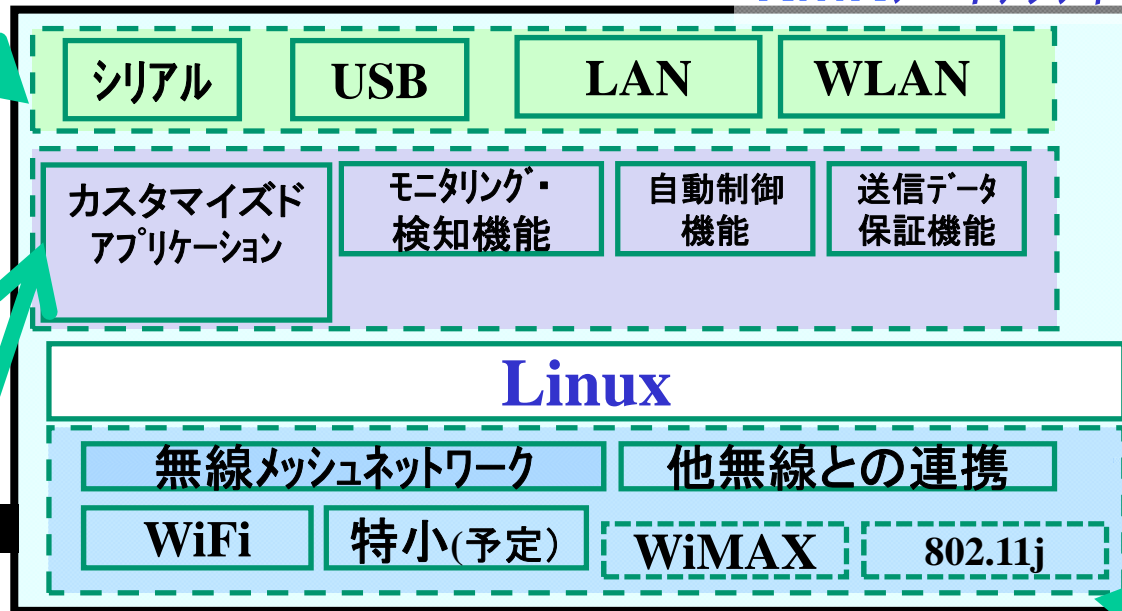 シリアル
USB
LAN
WLAN
カスタマイズド
アプリケーション
モニタリング・
検知機能
自動制御
機能
送信データ
保証機能
Linux
無線メッシュネットワーク
他無線との連携
WiFi
特小(予定)
WiMAX
802.11j